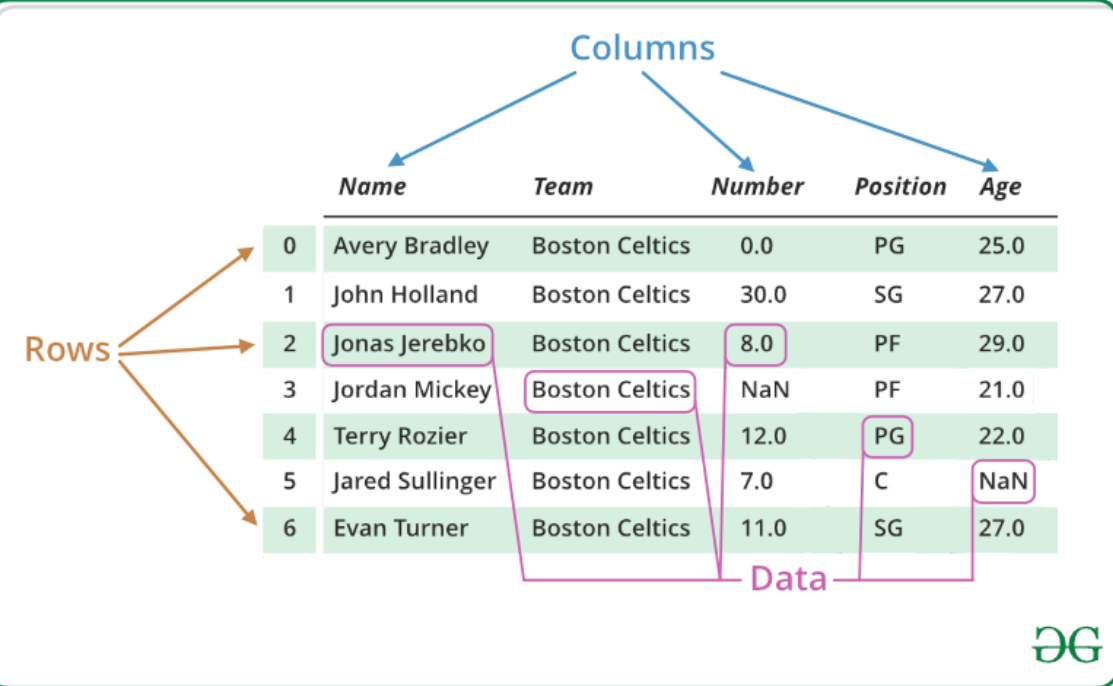 Columns
Name Team Number Position Age
0 Avery Bradley Boston Celtics 0.0 PG 25.0
1 John Holland Boston Celtics 30.0 SG 27.0
Rows
2 Jonas Jerebko Boston Celtics 8.0 PF 29.0
3 Jordan Mickey Boston Celtics NaN PF 21.0
4 Terry Rozier Boston Celtics 12.0 PG 22.0
5 Jared Sullinger Boston Celtics 7.0 C NaN
6 Evan Turner Boston Celtics 11.0 SG 27.0
Data